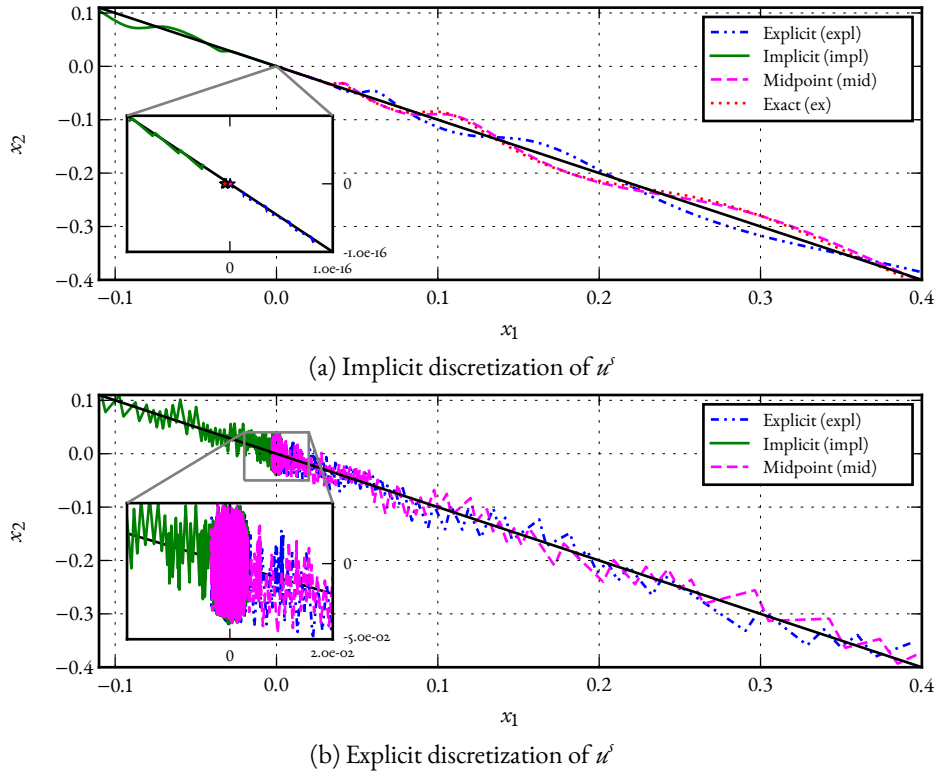 0.1
0.0
−0.1
−0.2
−0.3
−0.4
x₂
Explicit (expl)
Implicit (impl)
Midpoint (mid)
Exact (ex)
0
-1.0e-16
0
1.0e-16
−0.1 0.0 0.1 0.2 0.3 0.4
x₁
(a) Implicit discretization of uˢ
0.1
0.0
−0.1
−0.2
−0.3
−0.4
x₂
Explicit (expl)
Implicit (impl)
Midpoint (mid)
0
-5.0e-02
0
2.0e-02
−0.1 0.0 0.1 0.2 0.3 0.4
x₁
(b) Explicit discretization of uˢ